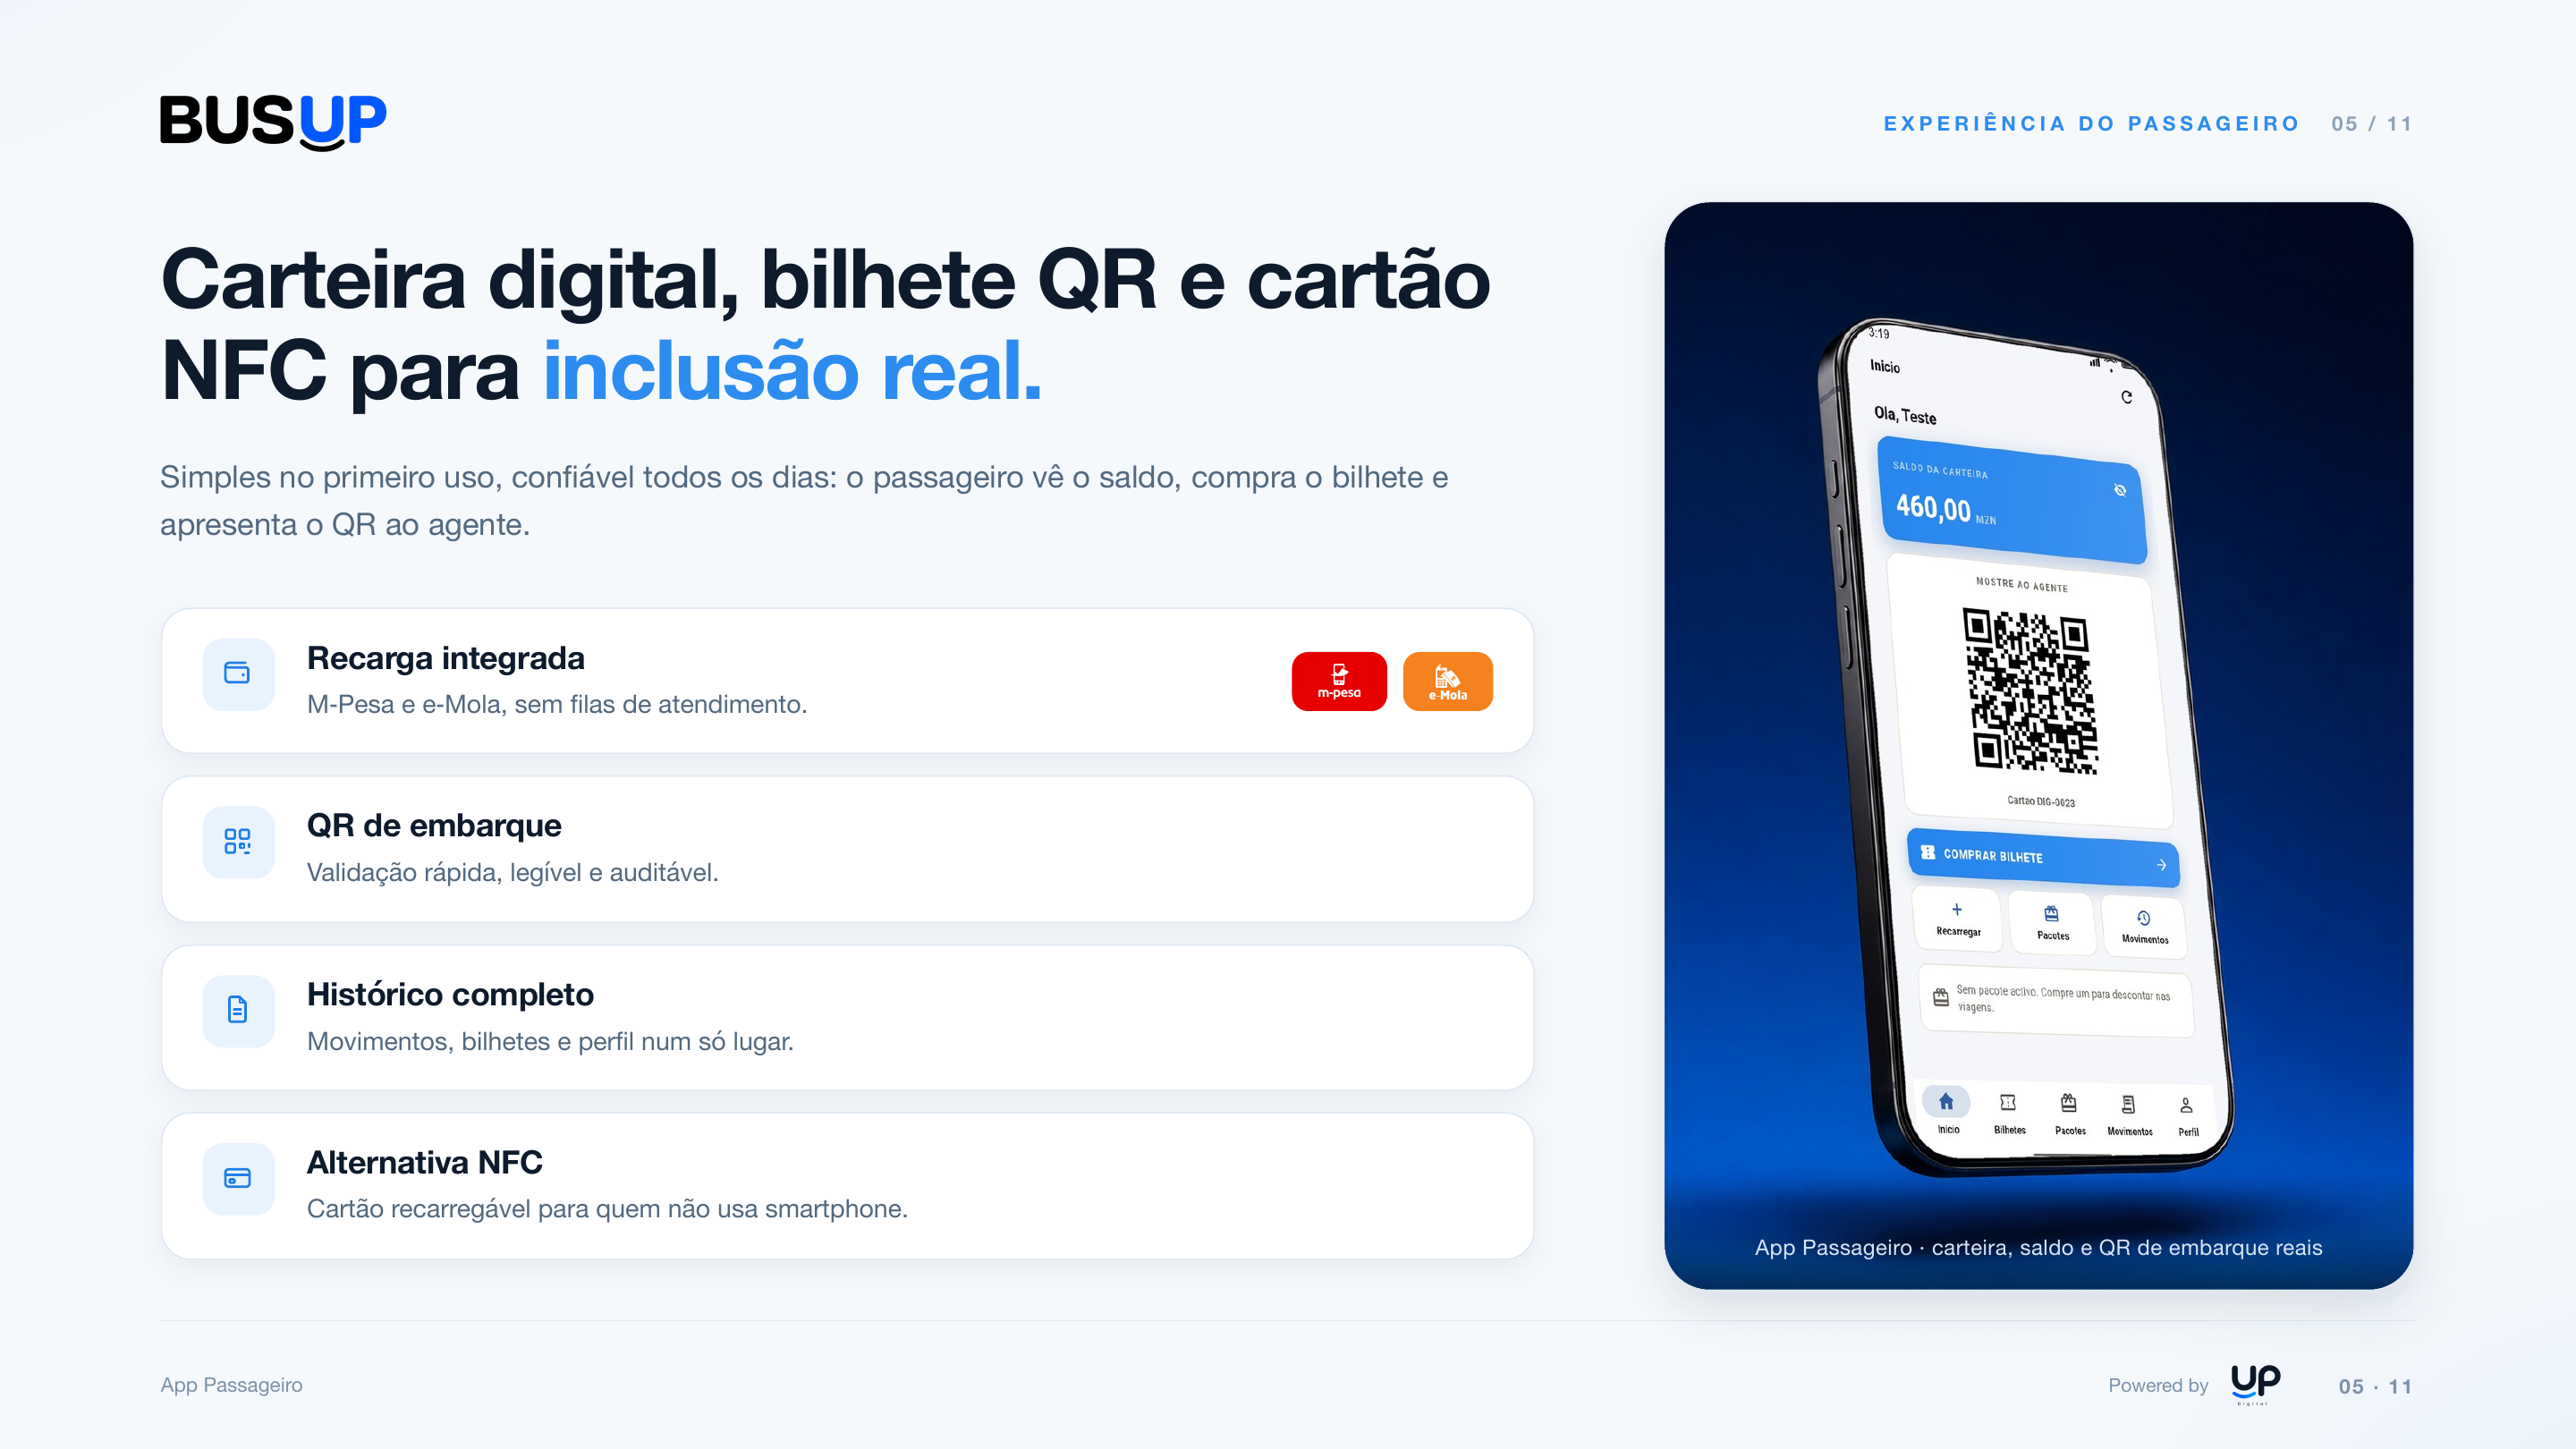 BUSUP
EXPERIÊNCIA DO PASSAGEIRO 05 / 11
Carteira digital, bilhete QR e cartão
NFC para inclusão real.
Simples no primeiro uso, confiável todos os dias: o passageiro vê o saldo, compra o bilhete e
apresenta o QR ao agente.
Recarga integrada
M-Pesa e e-Mola, sem filas de atendimento.
m-pesa
e-Mola
QR de embarque
Validação rápida, legível e auditável.
Histórico completo
Movimentos, bilhetes e perfil num só lugar.
Alternativa NFC
Cartão recarregável para quem não usa smartphone.
3:19
Inicio
Ola, Teste
SALDO DA CARTEIRA
460,00 MZN
MOSTRE AO AGENTE
Cartao DIG-0023
COMPRAR BILHETE
Recarregar
Pacotes
Movimentos
Sem pacote activo. Compre um para descontar nas
viagens.
Inicio
Bilhetes
Pacotes
Movimentos
Perfil
App Passageiro · carteira, saldo e QR de embarque reais
App Passageiro
Powered by
UP
Digital
05 · 11